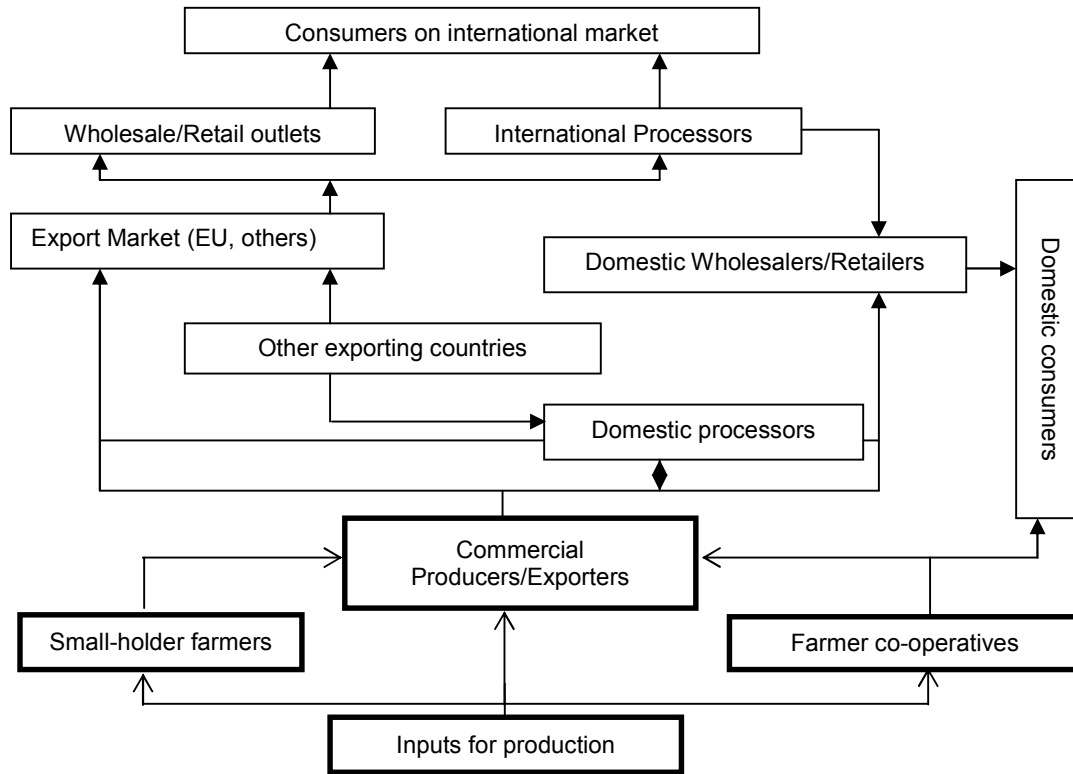 Consumers on international market
Wholesale/Retail outlets
International Processors
Export Market (EU, others)
Domestic Wholesalers/Retailers
Domestic consumers
Other exporting countries
Domestic processors
Commercial
Producers/Exporters
Small-holder farmers
Farmer co-operatives
Inputs for production